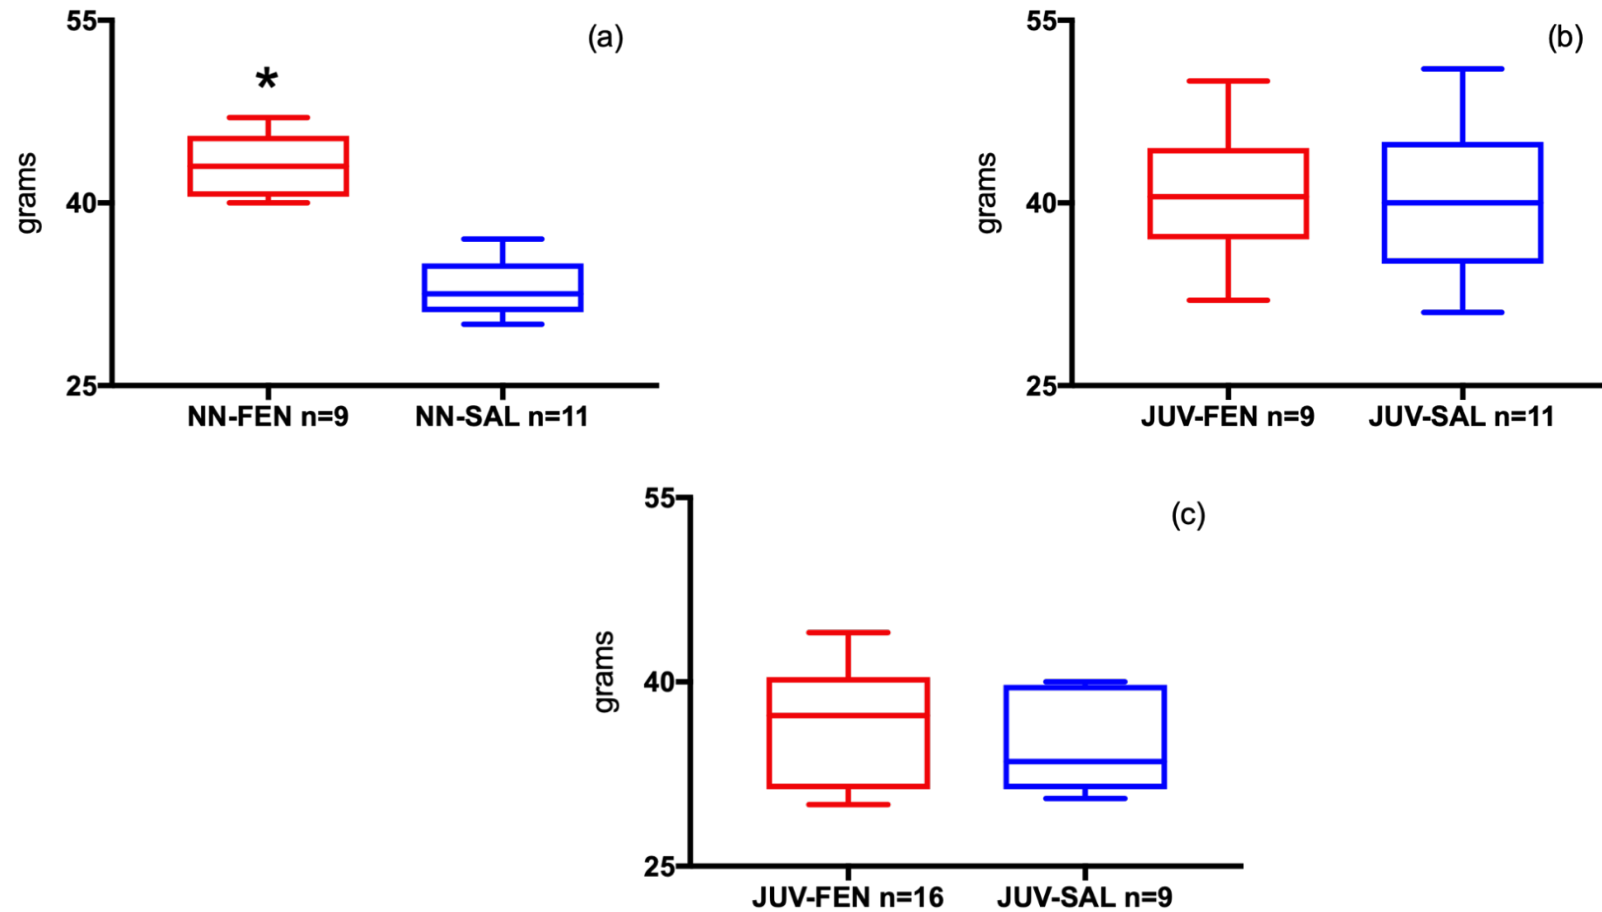 55
(a)
*
grams
40
25
NN-FEN n=9
NN-SAL n=11
55
(b)
grams
40
25
JUV-FEN n=9
JUV-SAL n=11
55
(c)
grams
40
25
JUV-FEN n=16
JUV-SAL n=9